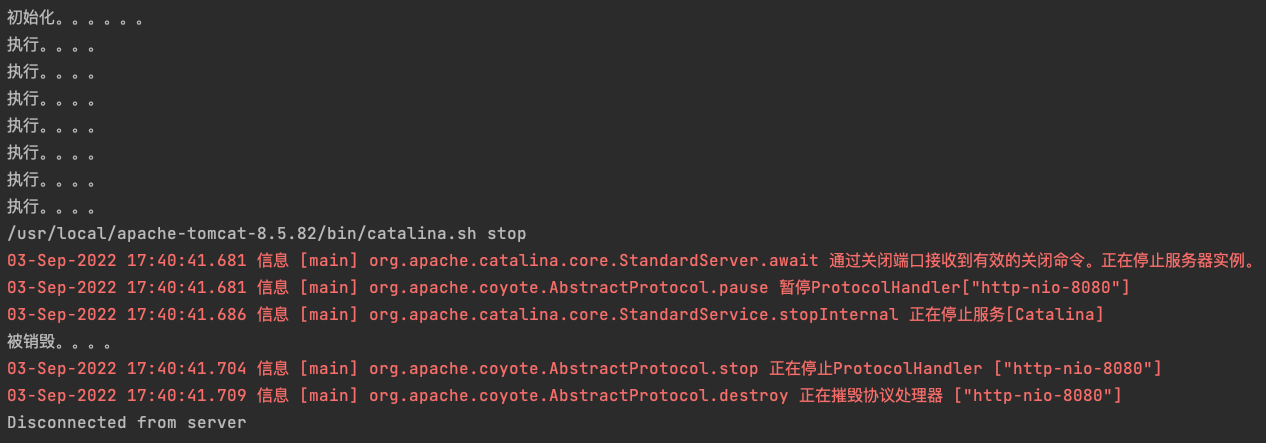 初始化。。。。。。
执行。。。。
执行。。。。
执行。。。。
执行。。。。
执行。。。。
执行。。。。
执行。。。。
/usr/local/apache-tomcat-8.5.82/bin/catalina.sh stop
03-Sep-2022 17:40:41.681 信息 [main] org.apache.catalina.core.StandardServer.await 通过关闭端口接收到有效的关闭命令。正在停止服务器实例。
03-Sep-2022 17:40:41.681 信息 [main] org.apache.coyote.AbstractProtocol.pause 暂停ProtocolHandler["http-nio-8080"]
03-Sep-2022 17:40:41.686 信息 [main] org.apache.catalina.core.StandardService.stopInternal 正在停止服务[Catalina]
被销毁。。。。
03-Sep-2022 17:40:41.704 信息 [main] org.apache.coyote.AbstractProtocol.stop 正在停止ProtocolHandler ["http-nio-8080"]
03-Sep-2022 17:40:41.709 信息 [main] org.apache.coyote.AbstractProtocol.destroy 正在摧毁协议处理器 ["http-nio-8080"]
Disconnected from server